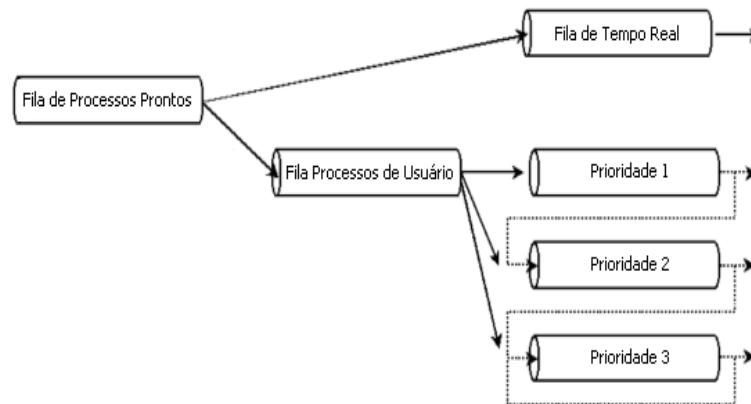 Fila de Tempo Real
Fila de Processos Prontos
Fila Processos de Usuário
Prioridade 1
Prioridade 2
Prioridade 3